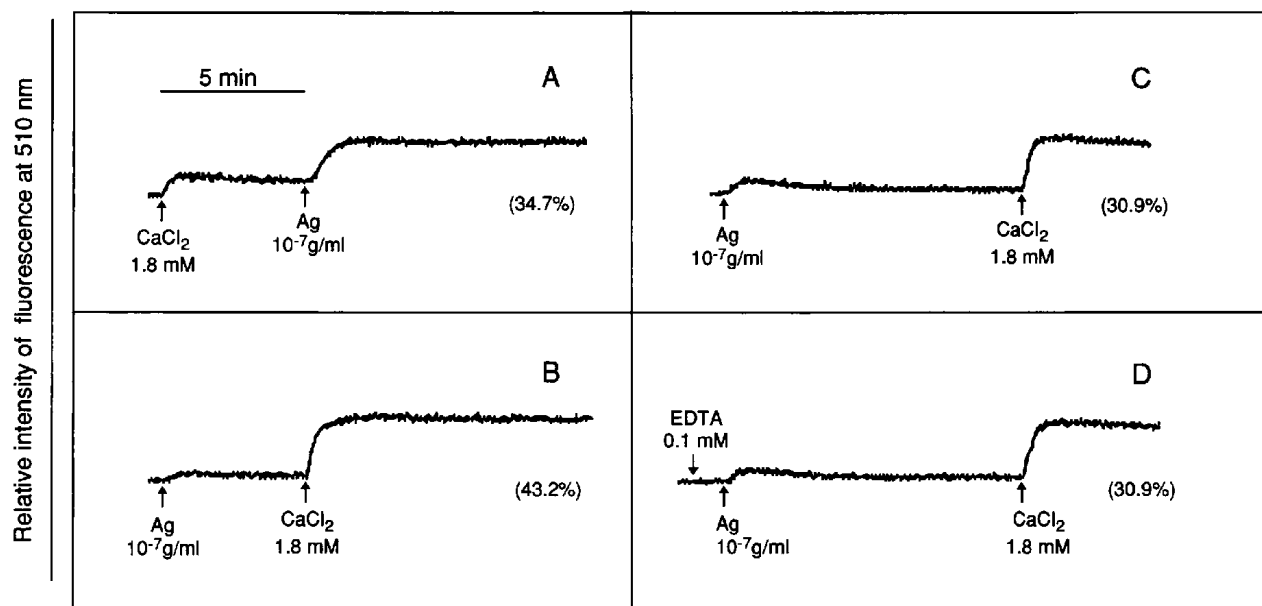 Relative intensity of fluorescence at 510 nm
A
5 min
CaCl2
1.8 mM
Ag
10-7g/ml
(34.7%)
C
Ag
10-7g/ml
CaCl2
1.8 mM
(30.9%)
B
Ag
10-7g/ml
CaCl2
1.8 mM
(43.2%)
D
EDTA
0.1 mM
Ag
10-7g/ml
CaCl2
1.8 mM
(30.9%)